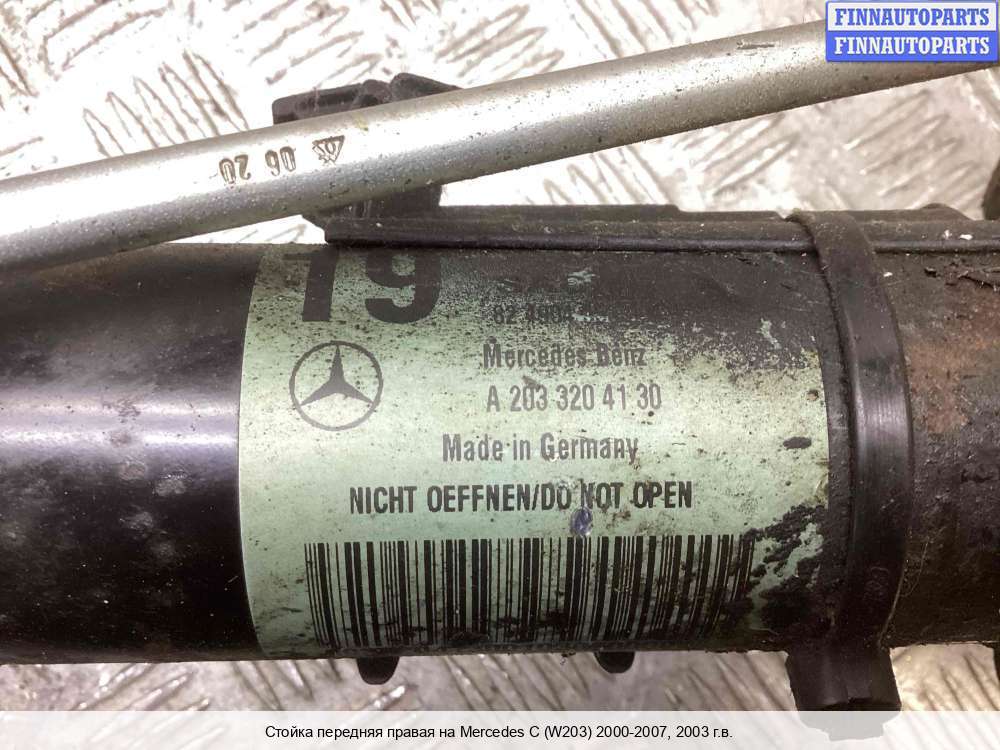 FINNAUTOPARTS
FINNAUTOPARTS
06 20
19
Mercedes Benz
A 203 320 41 30
Made in Germany
NICHT OEFFNEN/DO NOT OPEN
Стойка передняя правая на Mercedes C (W203) 2000-2007, 2003 г.в.